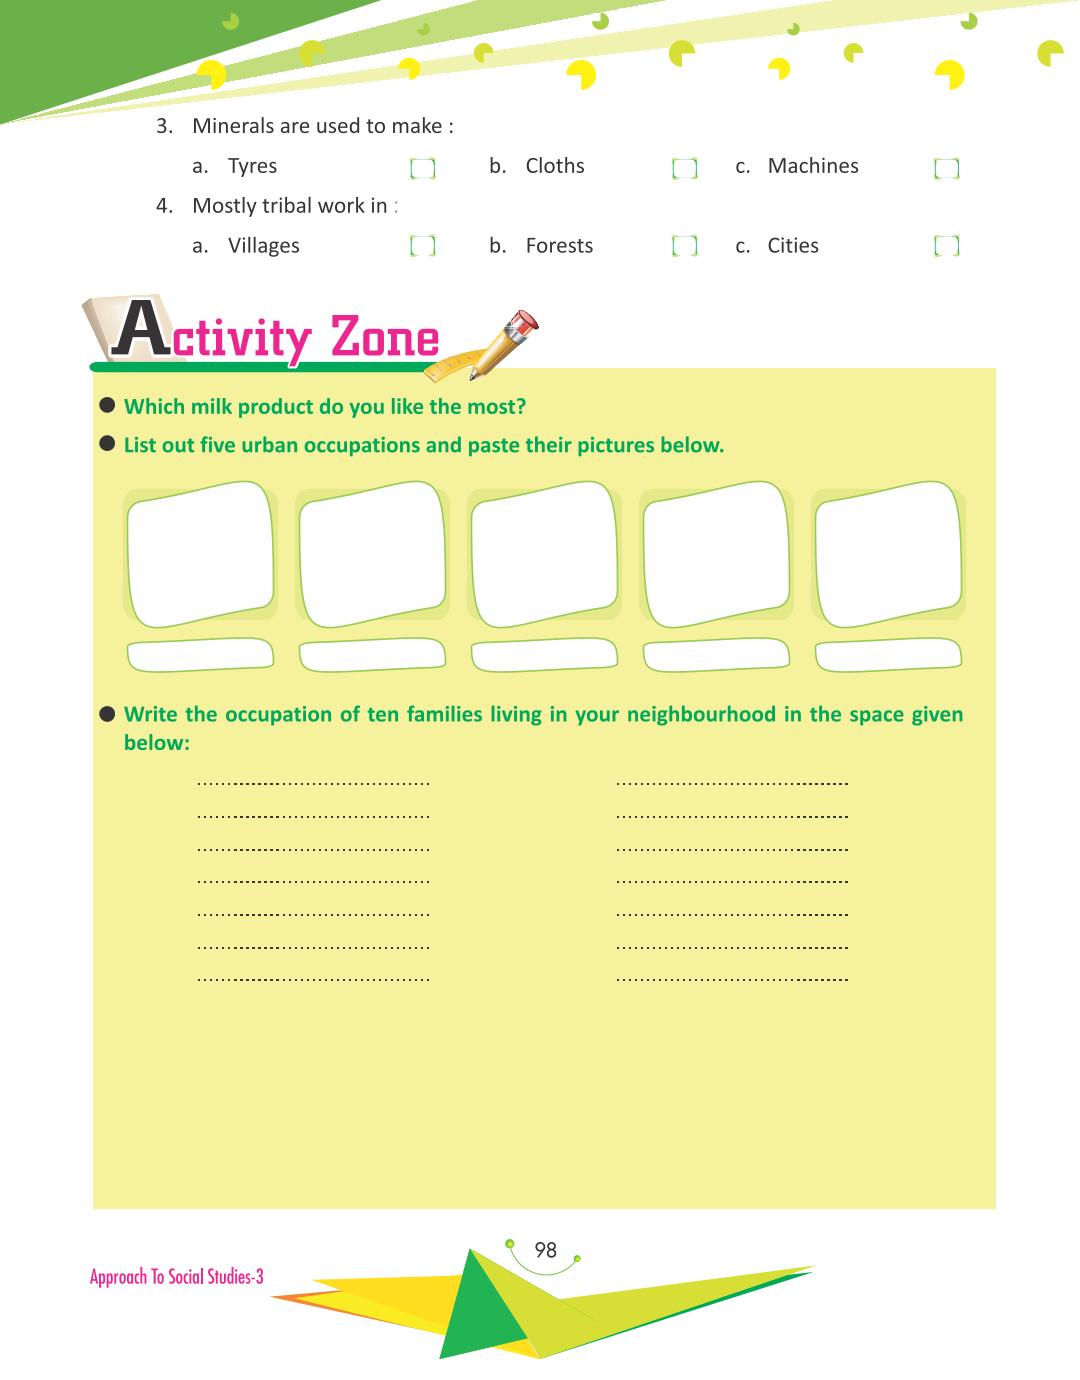 3. Minerals are used to make :
a. Tyres b. Cloths c. Machines
4. Mostly tribal work in :
a. Villages b. Forests c. Cities
Activity Zone
● Which milk product do you like the most?
● List out five urban occupations and paste their pictures below.
● Write the occupation of ten families living in your neighbourhood in the space given
below:
98
Approach To Social Studies-3